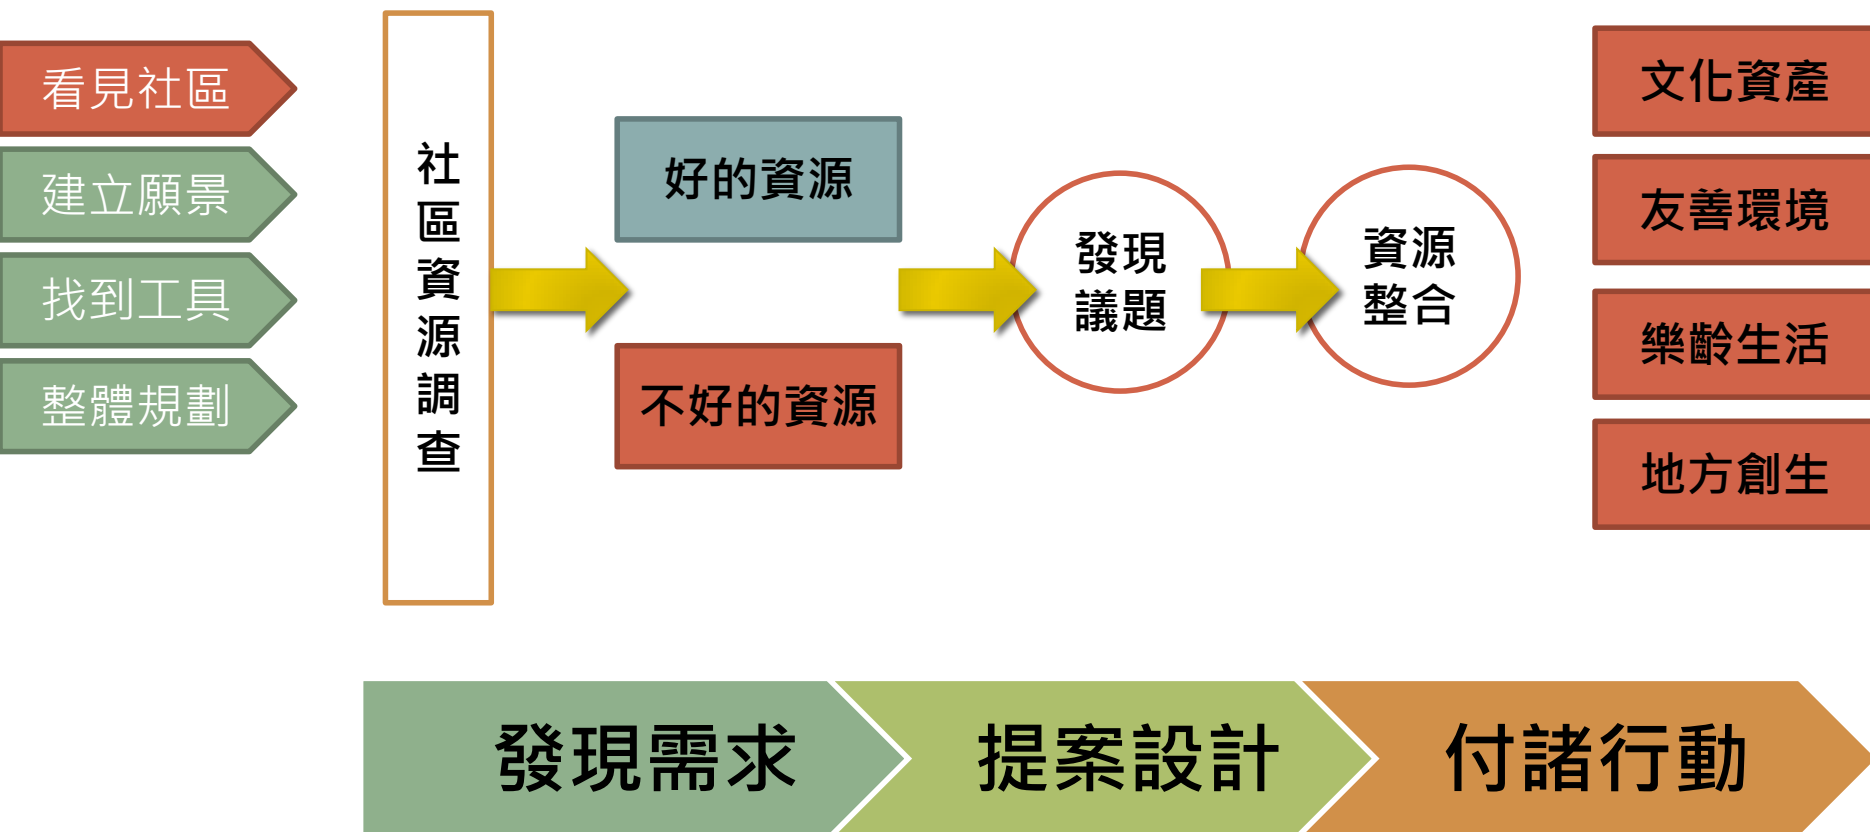 看見社區
建立願景
找到工具
整體規劃
社區資源調查
好的資源
不好的資源
發現
議題
資源
整合
文化資產
友善環境
樂齡生活
地方創生
發現需求
提案設計
付諸行動